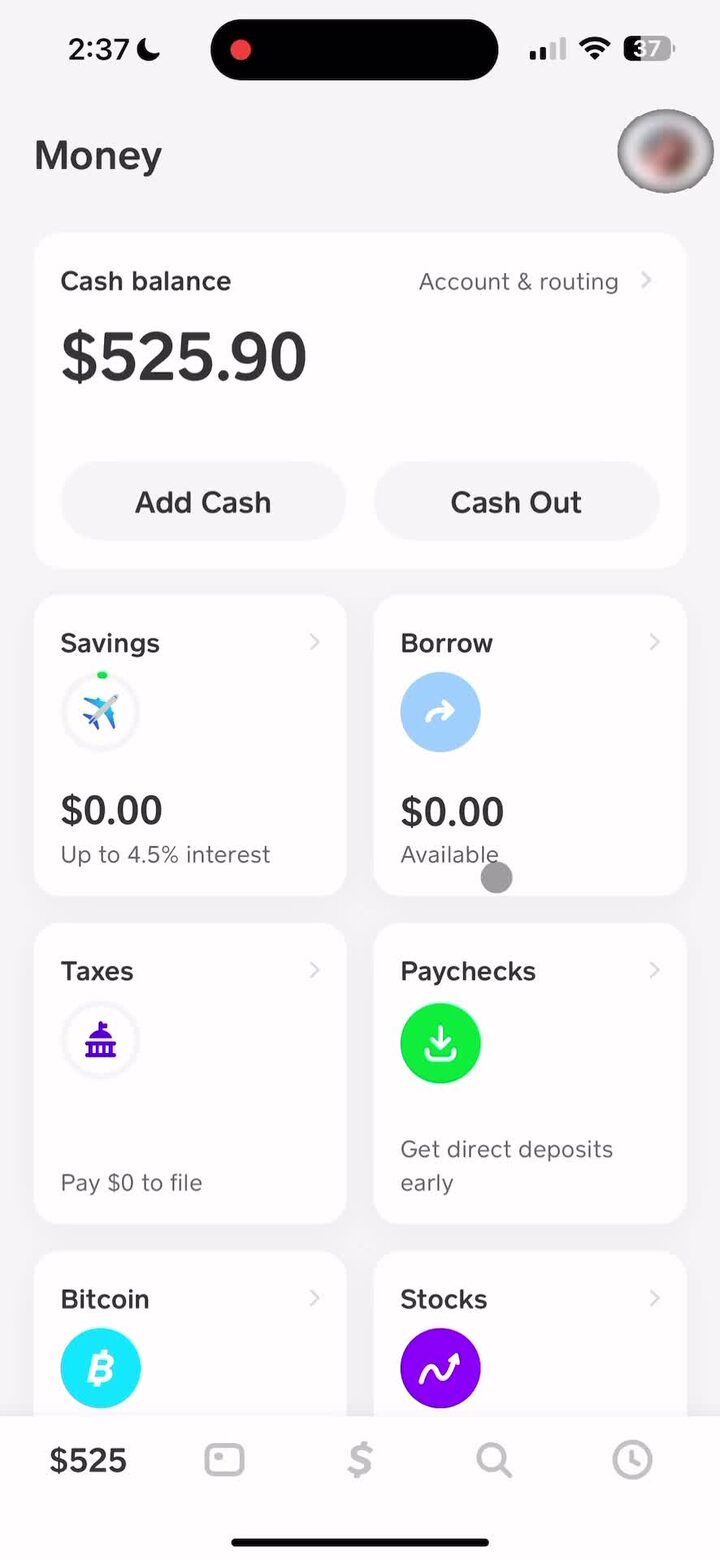 2:37
37
Money
Cash balance
Account & routing
$525.90
Add Cash
Cash Out
Savings
Borrow
$0.00
$0.00
Up to 4.5% interest
Available
Taxes
Paychecks
Pay $0 to file
Get direct deposits
early
Bitcoin
Stocks
$525